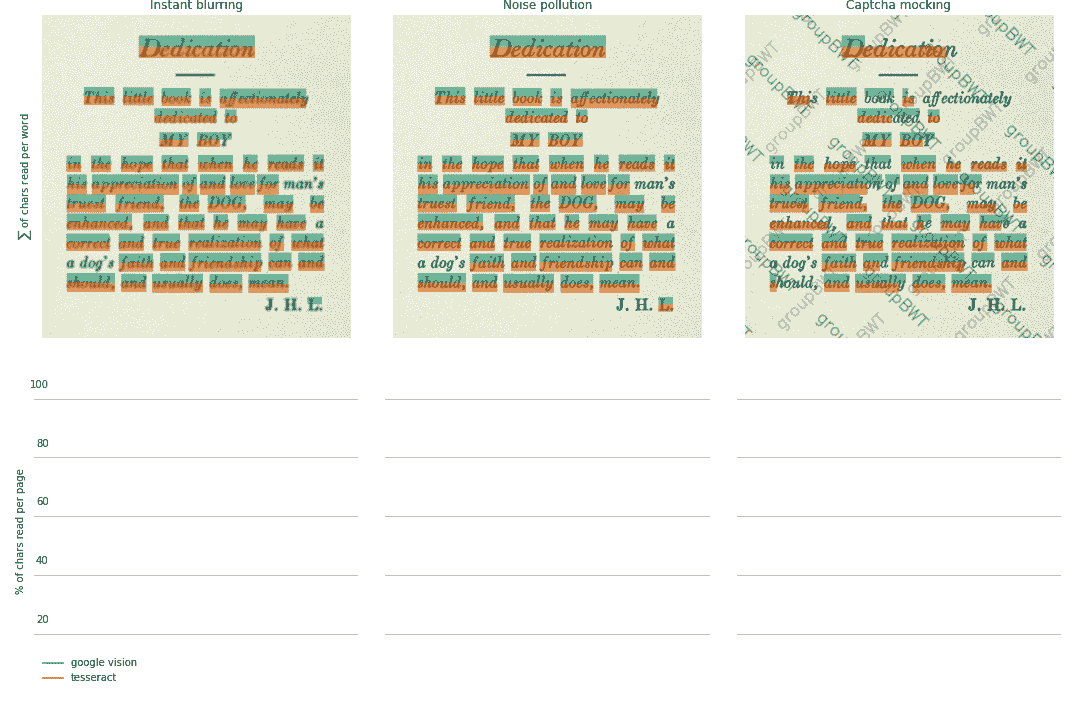 Instant blurring
Noise pollution
Captcha mocking
∑ of chars read per word
Dedication
This little book is affectionately
dedicated to
MY BOY
in the hope that when he reads it
his appreciation of and love for man's
truest friend, the DOG, may be
enhanced, and that he may have a
correct and true realization of what
a dog's faith and friendship can and
should, and usually does, mean.
J. H. L.
Dedication
This little book is affectionately
dedicated to
MY BOY
in the hope that when he reads it
his appreciation of and love for man's
truest friend, the DOG, may be
enhanced, and that he may have a
correct and true realization of what
a dog's faith and friendship can and
should, and usually does, mean.
J. H. L.
Dedication
This little book is affectionately
dedicated to
MY BOY
in the hope that when he reads it
his appreciation of and love for man's
truest friend, the DOG, may be
enhanced, and that he may have a
correct and true realization of what
a dog's faith and friendship can and
should, and usually does, mean.
J. H. L.
groupBWT
groupBWT
groupBWT
groupBWT
groupBWT
groupBWT
% of chars read per page
100
80
60
40
20
google vision
tesseract